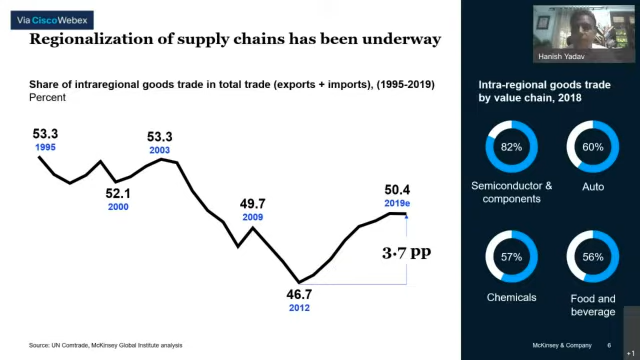 Via CiscoWebex
Regionalization of supply chains has been underway
Hanish Yadav
Share of intraregional goods trade in total trade (exports + imports), (1995-2019)
Percent
53.3
1995
52.1
2000
53.3
2003
49.7
2009
46.7
2012
50.4
2019e
3.7 pp
Intra-regional goods trade
by value chain, 2018
82%
Semiconductor &
components
60%
Auto
57%
Chemicals
56%
Food and
beverage
Source: UN Comtrade, McKinsey Global Institute analysis
McKinsey & Company
6
+1